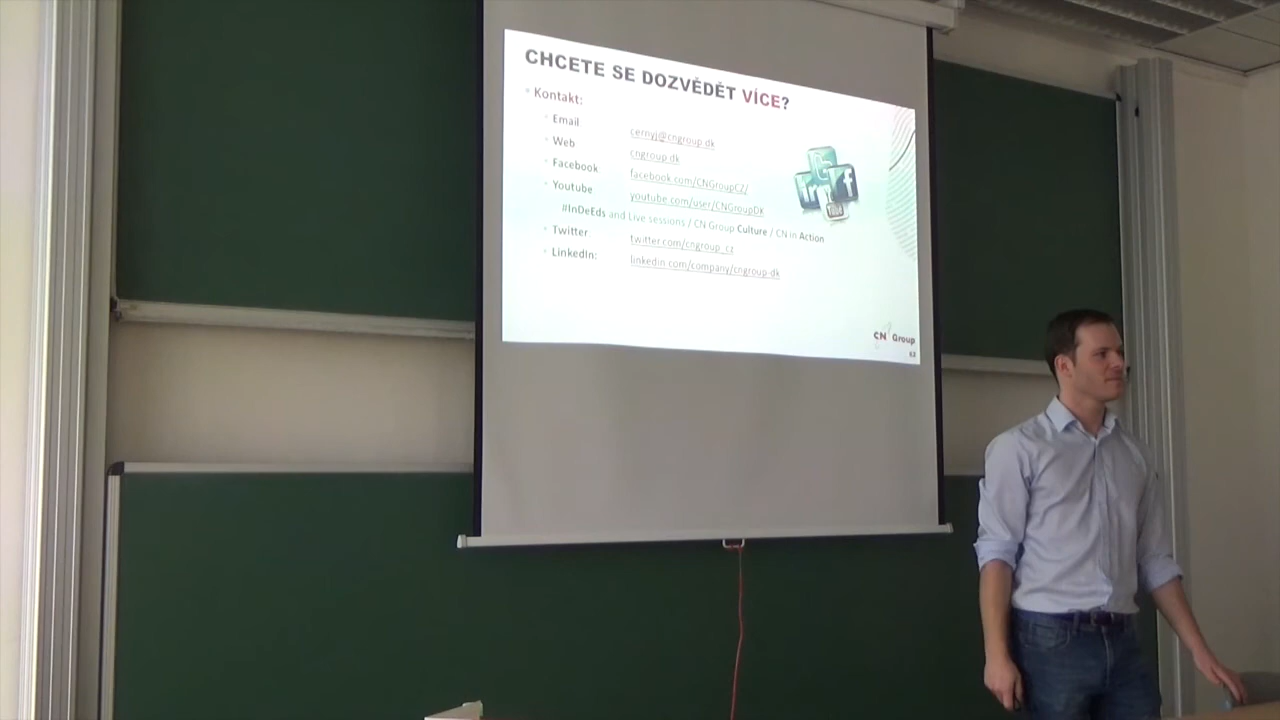 CHCETE SE DOZVĚDĚT VÍCE?
Kontakt:
Email cernyj@cngroup.dk
Web cngroup.dk
Facebook facebook.com/CNGroupCZ/
Youtube youtube.com/user/CNGroupDK
#InDeEds and Live sessions / CN Group Culture / CN in Action
Twitter twitter.com/cngroup_cz
LinkedIn: linkedin.com/company/cngroup.dk
CN Group